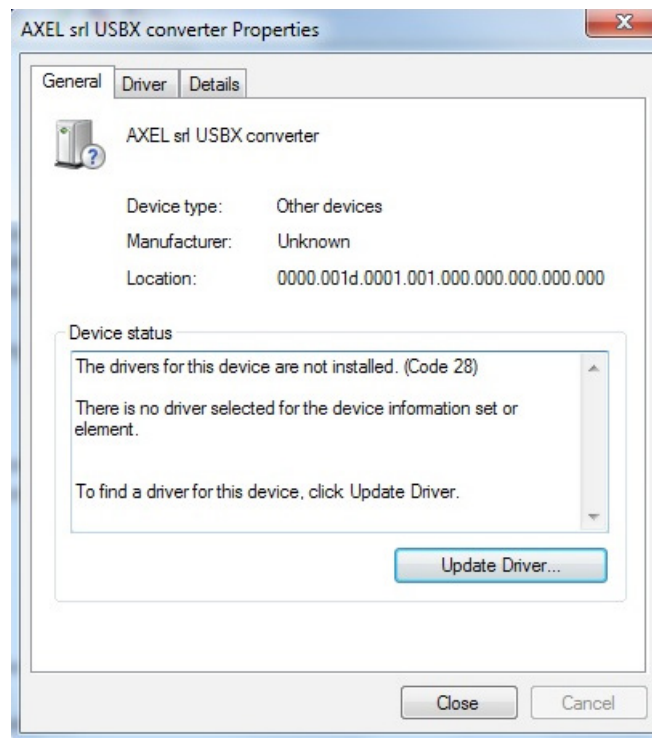 AXEL srl USBX converter Properties
General Driver Details
AXEL srl USBX converter
Device type: Other devices
Manufacturer: Unknown
Location: 0000.001d.0001.001.000.000.000.000.000
Device status
The drivers for this device are not installed. (Code 28)
There is no driver selected for the device information set or
element.
To find a driver for this device, click Update Driver.
Update Driver...
Close Cancel